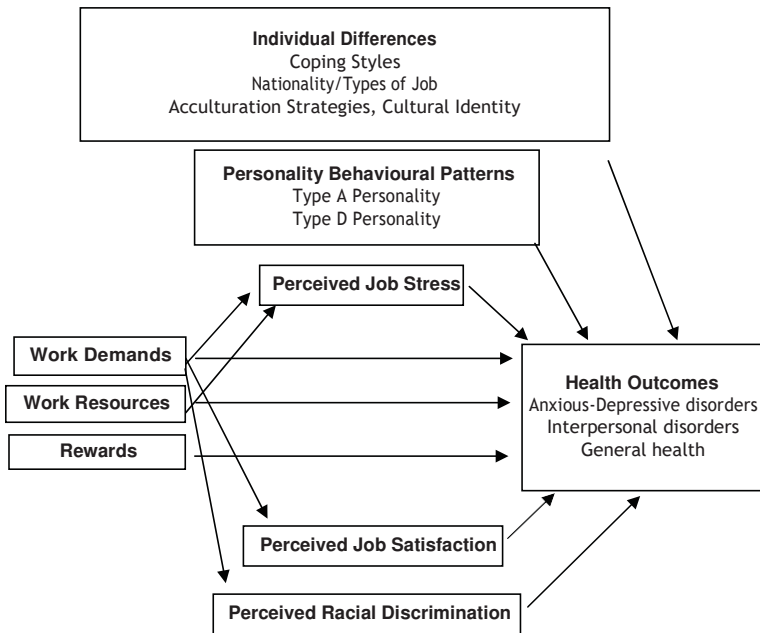 Individual Differences
Coping Styles
Nationality/Types of Job
Acculturation Strategies, Cultural Identity
Personality Behavioural Patterns
Type A Personality
Type D Personality
Perceived Job Stress
Work Demands
Work Resources
Rewards
Health Outcomes
Anxious-Depressive disorders
Interpersonal disorders
General health
Perceived Job Satisfaction
Perceived Racial Discrimination